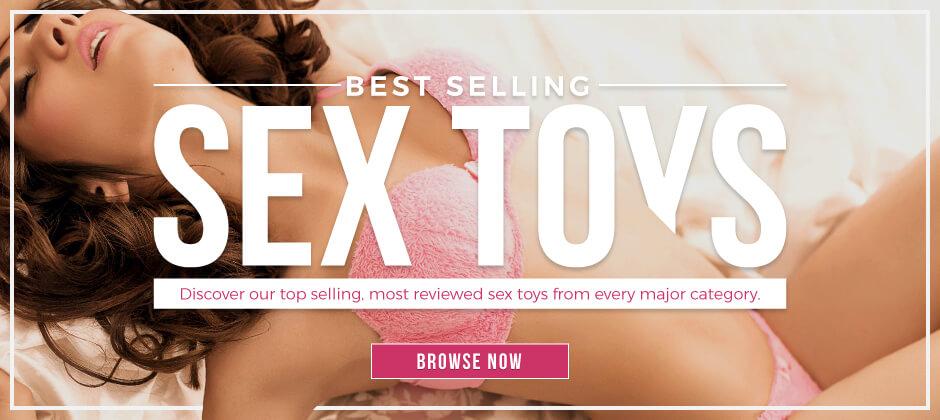 BEST SELLING
SEX TOYS
Discover our top selling, most reviewed sex toys from every major category.
BROWSE NOW